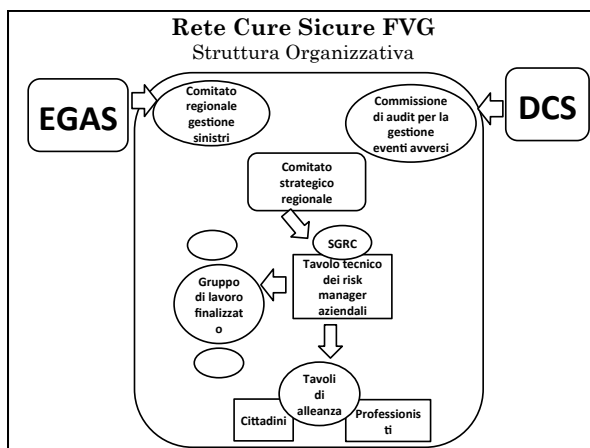 Rete Cure Sicure FVG
Struttura Organizzativa
EGAS
Comitato
regionale
gestione
sinistri
Commissione
di audit per la
gestione
eventi avversi
DCS
Comitato
strategico
regionale
SGRC
Tavolo tecnico
dei risk
manager
aziendali
Gruppo
di lavoro
finalizzat
o
Tavoli
di
alleanza
Cittadini
Professionis
ti